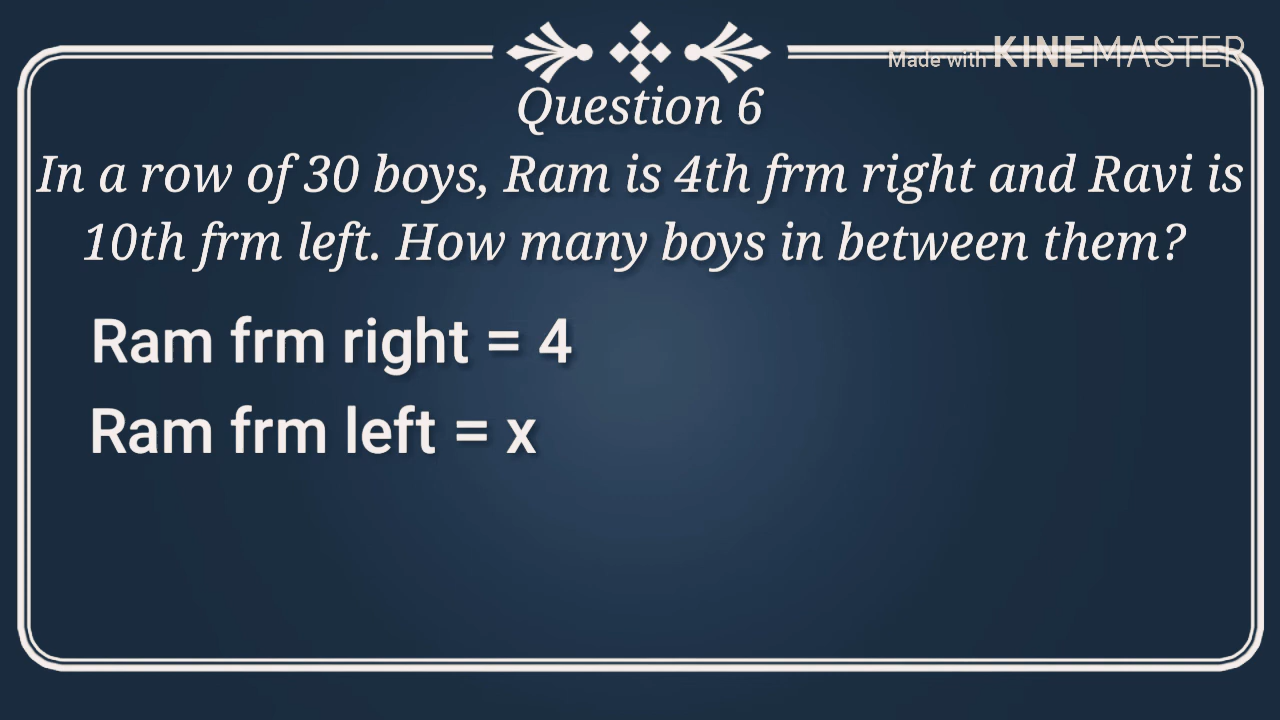 Made with KINEMASTER
Question 6
In a row of 30 boys, Ram is 4th frm right and Ravi is
10th frm left. How many boys in between them?
Ram frm right = 4
Ram frm left = x